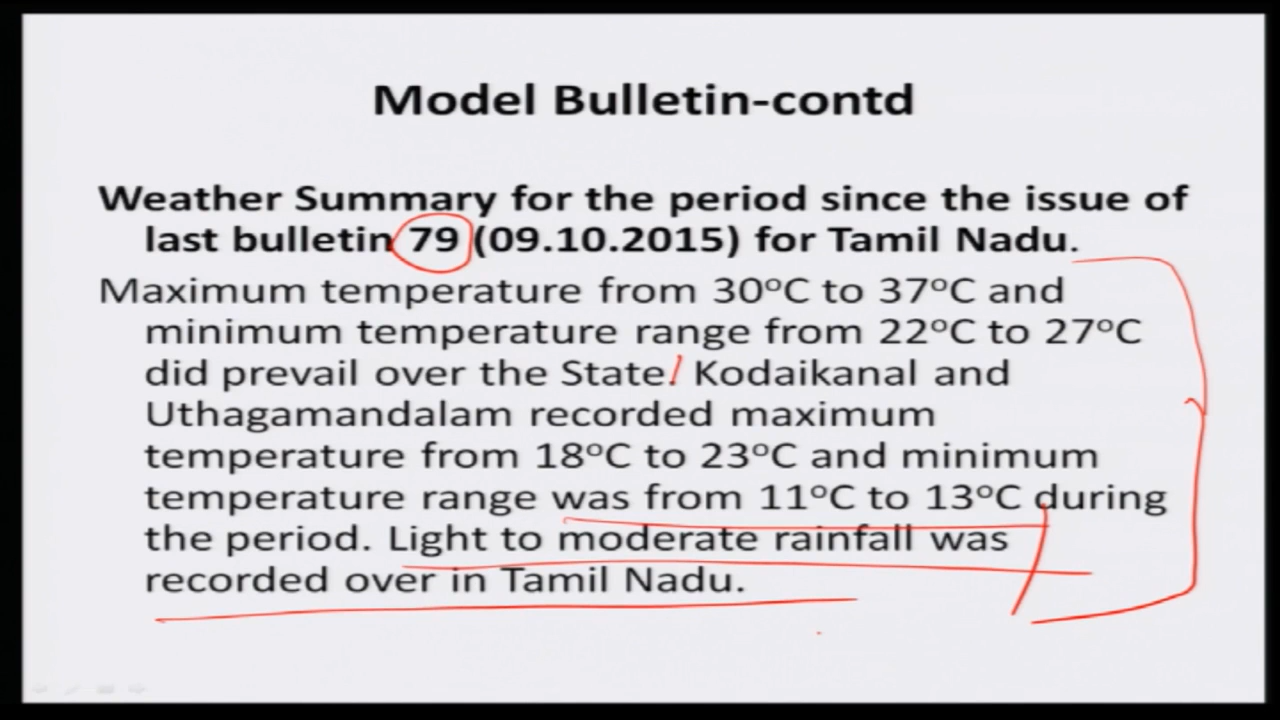 Model Bulletin-contd
Weather Summary for the period since the issue of
last bulletin 79 (09.10.2015) for Tamil Nadu.
Maximum temperature from 30°C to 37°C and
minimum temperature range from 22°C to 27°C
did prevail over the State. Kodaikanal and
Uthagamandalam recorded maximum
temperature from 18°C to 23°C and minimum
temperature range was from 11°C to 13°C during
the period. Light to moderate rainfall was
recorded over in Tamil Nadu.